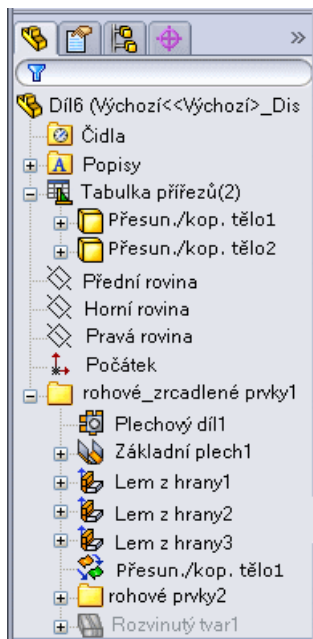 »
Díl6 (Výchozí<<Výchozí>_Dis
Čidla
A Popisy
Tabulka přířezů(2)
Přesun./kop. tělo1
Přesun./kop. tělo2
Přední rovina
Horní rovina
Pravá rovina
Počátek
rohové_zrcadlené prvky1
Plechový díl1
Základní plech1
Lem z hrany1
Lem z hrany2
Lem z hrany3
Přesun./kop. tělo1
rohové prvky2
Rozvinutý tvar1